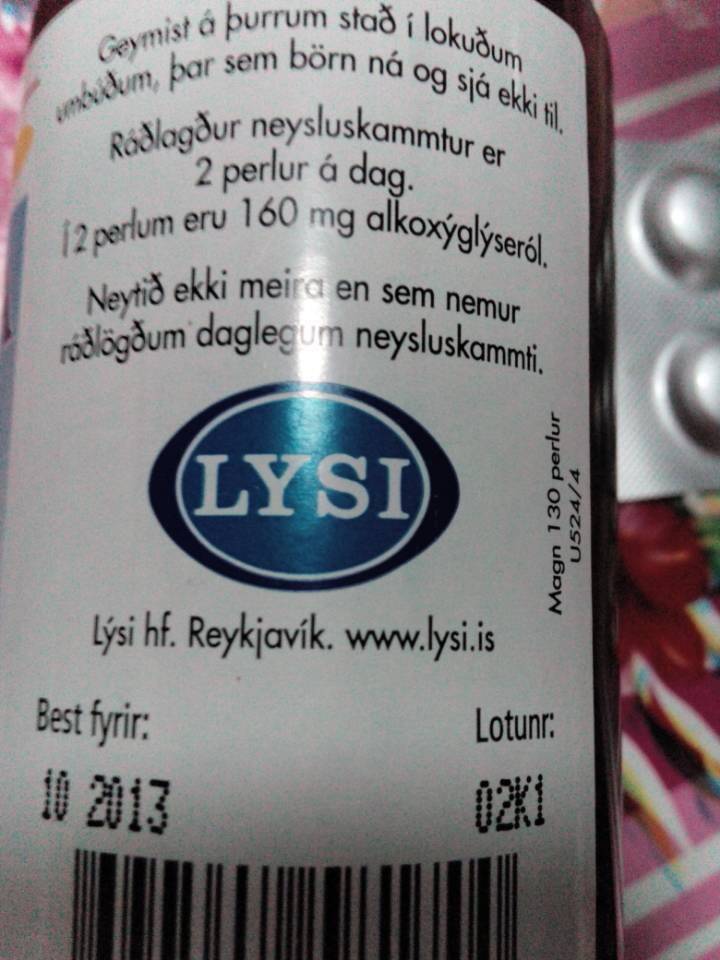 Geymist á þurrum stað í lokuðum
umbúðum, þar sem börn ná og sjá ekki til.
Ráðlagður neysluskammtur er
2 perlur á dag.
Í 2 perlum eru 160 mg alkoxýglýseról.
Neytið ekki meira en sem nemur
ráðlögðum daglegum neysluskammti.
LYSI
Magn 130 perlur
U524/4
Lýsi hf. Reykjavík. www.lysi.is
Best fyrir: Lotunr:
10 2013 02K1